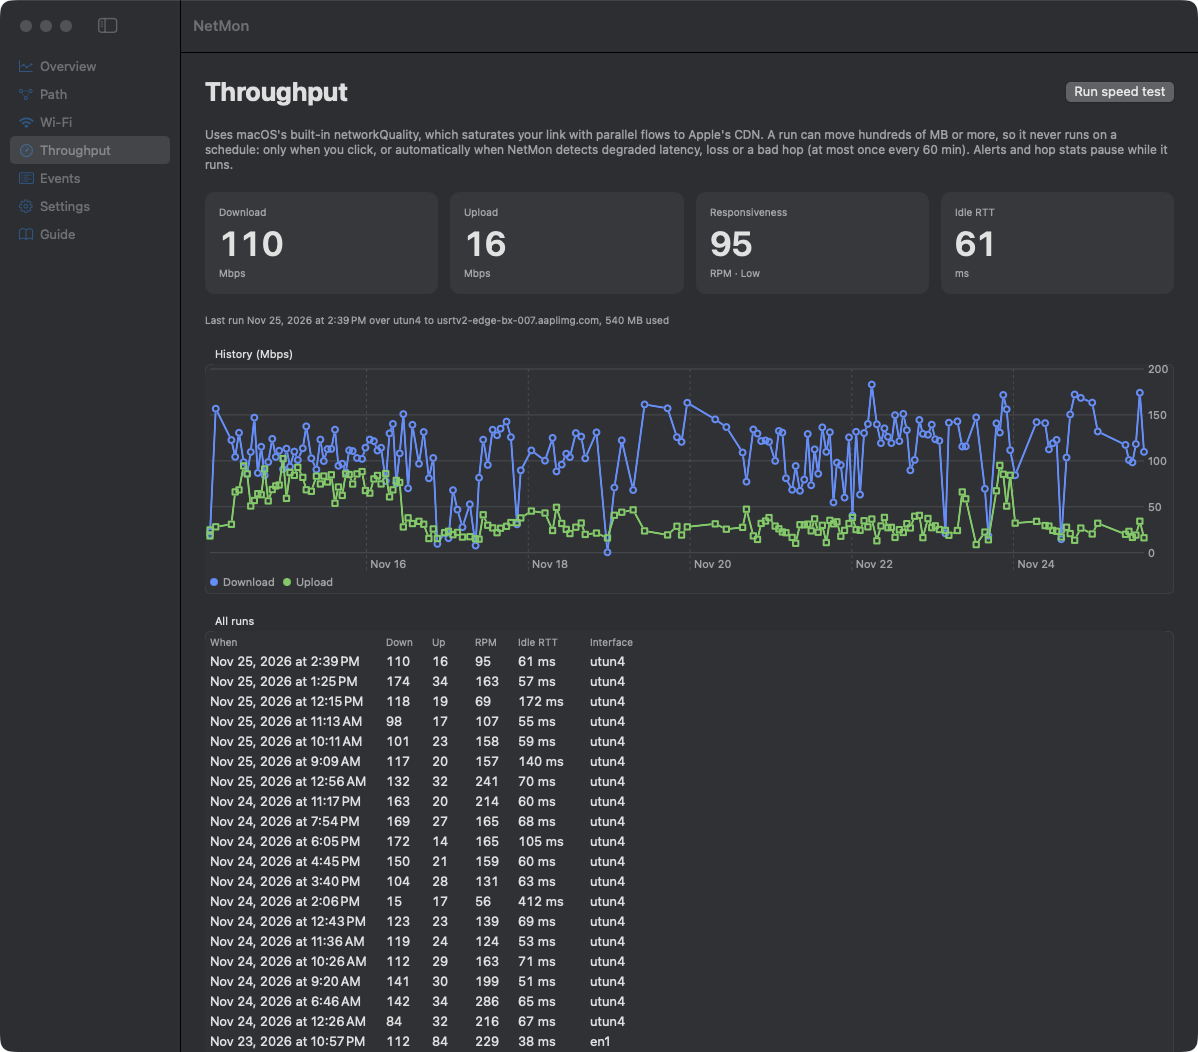 NetMon
Overview
Path
Wi-Fi
Throughput
Events
Settings
Guide
Throughput
Run speed test
Uses macOS's built-in networkQuality, which saturates your link with parallel flows to Apple's CDN. A run can move hundreds of MB or more, so it never runs on a
schedule: only when you click, or automatically when NetMon detects degraded latency, loss or a bad hop (at most once every 60 min). Alerts and hop stats pause while it
runs.
Download
110
Mbps
Upload
16
Mbps
Responsiveness
95
RPM · Low
Idle RTT
61
ms
Last run Nov 25, 2026 at 2:39 PM over utun4 to usrtv2-edge-bx-007.aaplimg.com, 540 MB used
History (Mbps)
200
150
100
50
0
Nov 16 Nov 18 Nov 20 Nov 22 Nov 24
Download Upload
All runs
When Down Up RPM Idle RTT Interface
Nov 25, 2026 at 2:39 PM 110 16 95 61 ms utun4
Nov 25, 2026 at 1:25 PM 174 34 163 57 ms utun4
Nov 25, 2026 at 12:15 PM 118 19 69 172 ms utun4
Nov 25, 2026 at 11:13 AM 98 17 107 55 ms utun4
Nov 25, 2026 at 10:11 AM 101 23 158 59 ms utun4
Nov 25, 2026 at 9:09 AM 117 20 157 140 ms utun4
Nov 25, 2026 at 12:56 AM 132 32 241 70 ms utun4
Nov 24, 2026 at 11:17 PM 163 20 214 60 ms utun4
Nov 24, 2026 at 7:54 PM 169 27 165 68 ms utun4
Nov 24, 2026 at 6:05 PM 172 14 165 105 ms utun4
Nov 24, 2026 at 4:45 PM 150 21 159 60 ms utun4
Nov 24, 2026 at 3:40 PM 104 28 131 63 ms utun4
Nov 24, 2026 at 2:06 PM 15 17 56 412 ms utun4
Nov 24, 2026 at 12:43 PM 123 23 139 69 ms utun4
Nov 24, 2026 at 11:36 AM 119 24 124 53 ms utun4
Nov 24, 2026 at 10:26 AM 112 29 163 71 ms utun4
Nov 24, 2026 at 9:20 AM 141 30 199 51 ms utun4
Nov 24, 2026 at 6:46 AM 142 34 286 65 ms utun4
Nov 24, 2026 at 12:26 AM 84 32 216 67 ms utun4
Nov 23, 2026 at 10:57 PM 112 84 229 38 ms en1